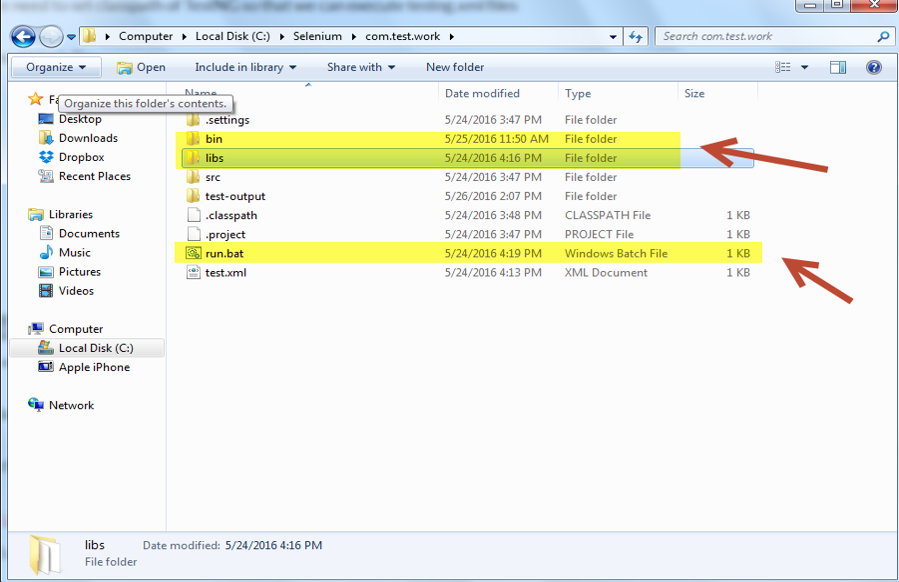 Computer Local Disk (C:) Selenium com.test.work
Search com.test.work
Organize Open Include in library Share with New folder
Name Date modified Type Size
Organize this folder's contents.
Desktop
Downloads
Dropbox
Recent Places
Libraries
Documents
Music
Pictures
Videos
Computer
Local Disk (C:)
Apple iPhone
Network
.settings 5/24/2016 3:47 PM File folder
bin 5/25/2016 11:50 AM File folder
libs 5/24/2016 4:16 PM File folder
src 5/24/2016 3:47 PM File folder
test-output 5/26/2016 2:07 PM File folder
.classpath 5/24/2016 3:48 PM CLASSPATH File 1 KB
.project 5/24/2016 3:47 PM PROJECT File 1 KB
run.bat 5/24/2016 4:19 PM Windows Batch File 1 KB
test.xml 5/24/2016 4:13 PM XML Document 1 KB
libs Date modified: 5/24/2016 4:16 PM
File folder